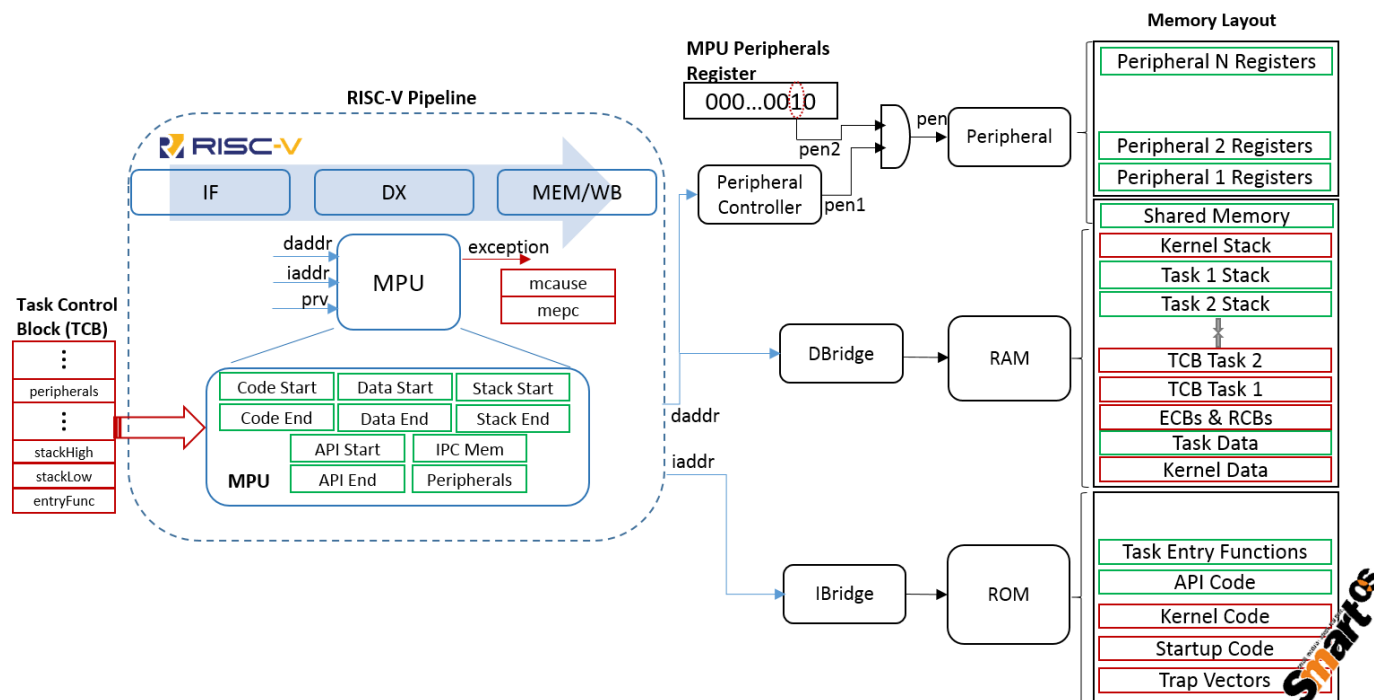 Memory Layout
MPU Peripherals
Register
000...0010
pen2
pen
pen1
Peripheral
Peripheral
Controller
Peripheral N Registers
Peripheral 2 Registers
Peripheral 1 Registers
Shared Memory
Kernel Stack
Task 1 Stack
Task 2 Stack
TCB Task 2
TCB Task 1
ECBs & RCBs
Task Data
Kernel Data
Task Entry Functions
API Code
Kernel Code
Startup Code
Trap Vectors
RISC-V Pipeline
RISC-V
IF
DX
MEM/WB
daddr
iaddr
prv
MPU
exception
mcause
mepc
Task Control
Block (TCB)
⋮
peripherals
⋮
stackHigh
stackLow
entryFunc
Code Start
Data Start
Stack Start
Code End
Data End
Stack End
API Start
IPC Mem
MPU
API End
Peripherals
daddr
iaddr
DBridge
RAM
IBridge
ROM
Smartos